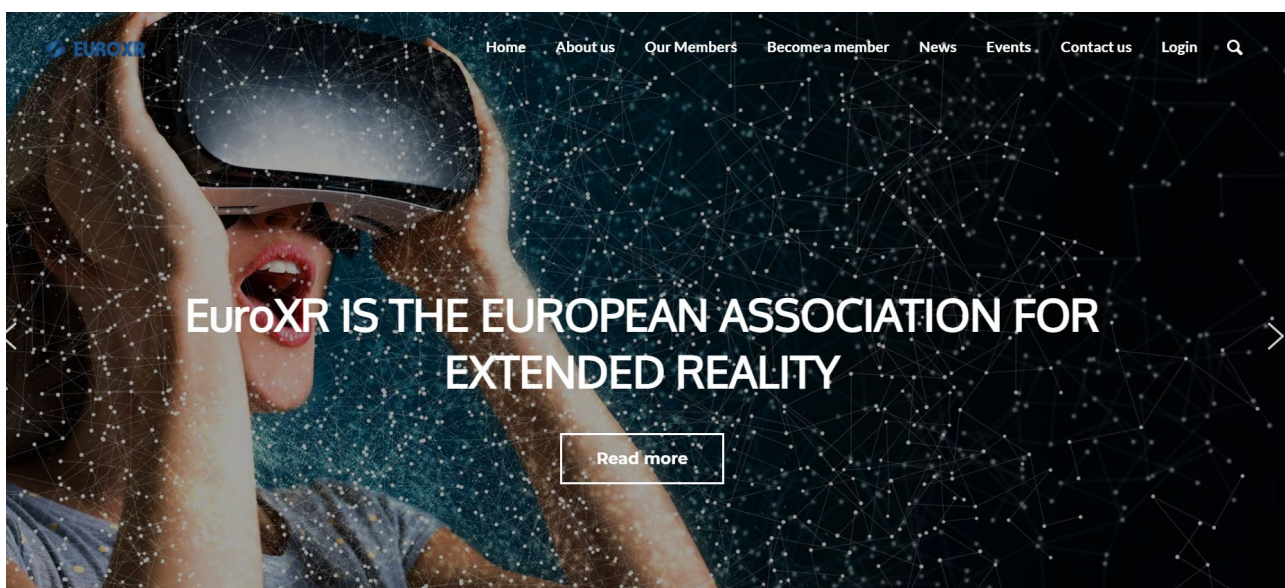 EUROXR
Home About us Our Members Become a member News Events Contact us Login
EuroXR IS THE EUROPEAN ASSOCIATION FOR
EXTENDED REALITY
Read more